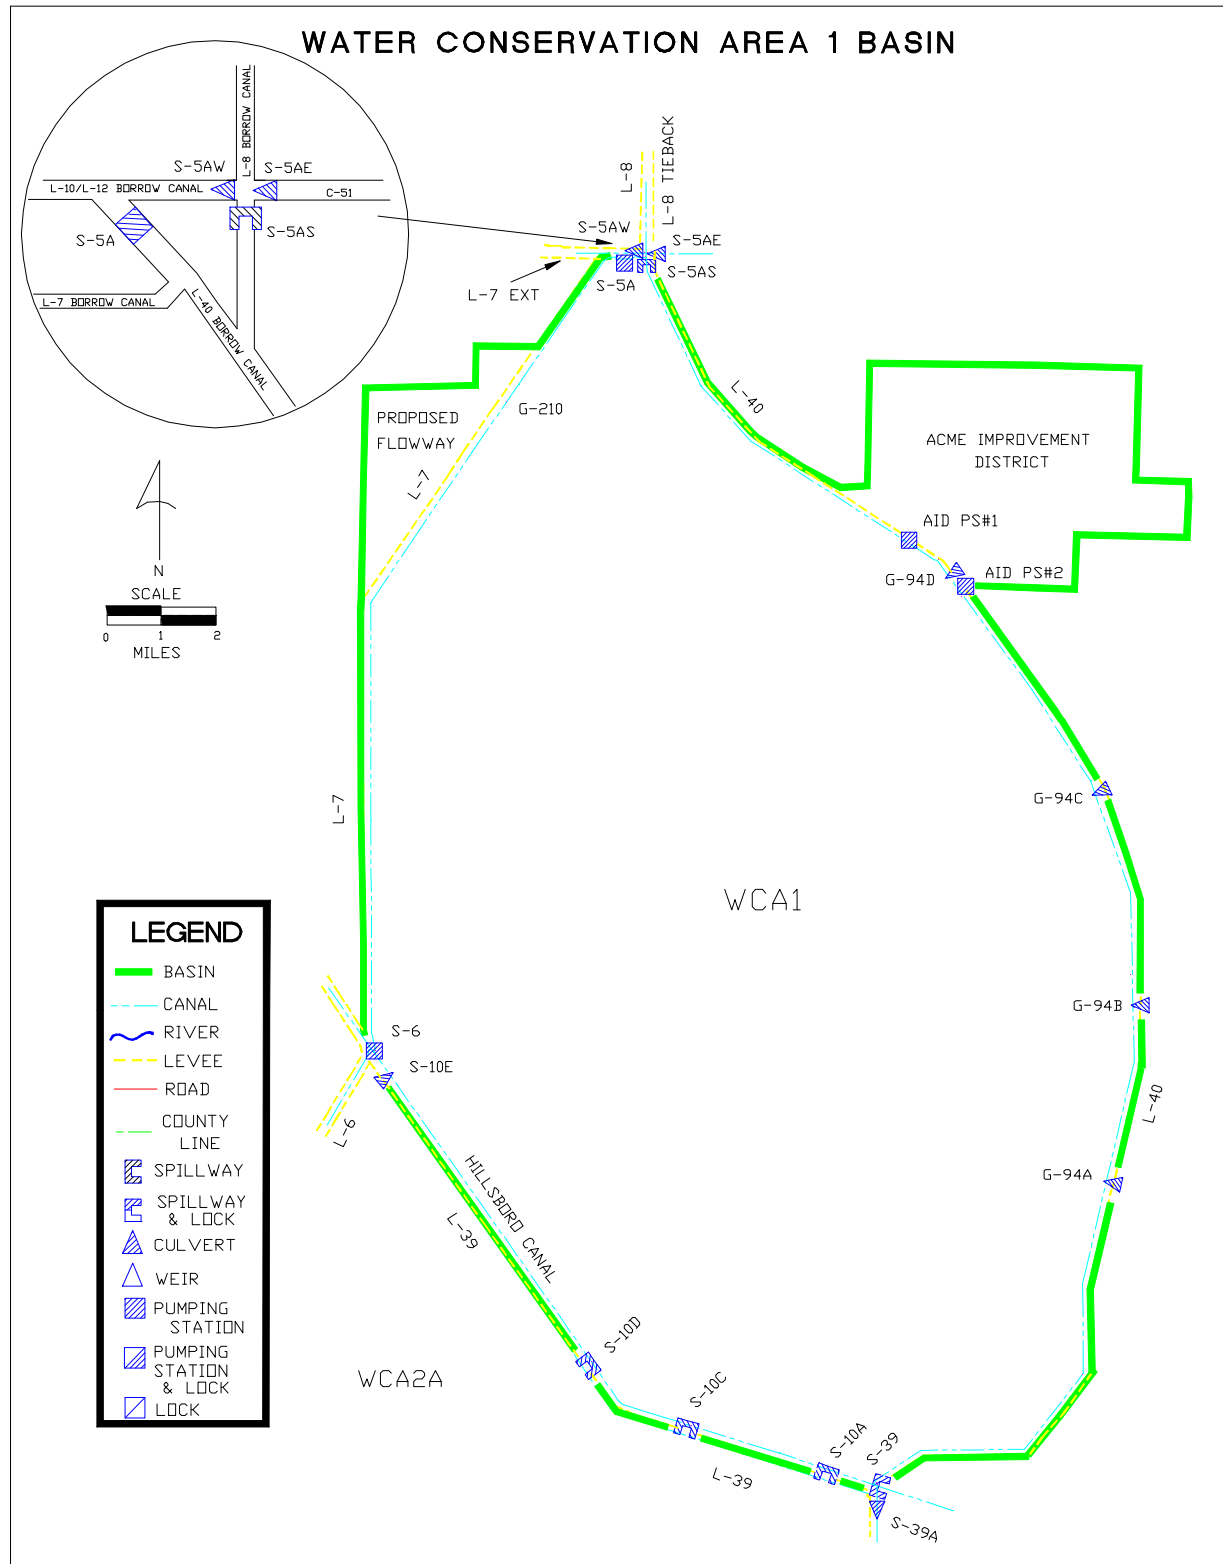 WATER CONSERVATION AREA 1 BASIN
L-8 BORROW CANAL
S-5AW
S-5AE
L-10/L-12 BORROW CANAL
C-51
S-5A
S-5AS
L-7 BORROW CANAL
L-40 BORROW CANAL
L-8
L-8 TIEBACK
S-5AW
S-5AE
S-5A
S-5AS
L-7 EXT
L-40
G-210
PROPOSED
FLOWWAY
L-7
ACME IMPROVEMENT
DISTRICT
AID PS#1
G-94D
AID PS#2
N
SCALE
0 1 2
MILES
L-7
G-94C
WCA1
G-94B
S-6
S-10E
L-6
L-40
G-94A
HILLSBORO CANAL
L-39
S-10D
WCA2A
S-10C
S-10A
S-39
L-39
S-39A
LEGEND
BASIN
CANAL
RIVER
LEVEE
ROAD
COUNTY
LINE
SPILLWAY
SPILLWAY
& LOCK
CULVERT
WEIR
PUMPING
STATION
PUMPING
STATION
& LOCK
LOCK